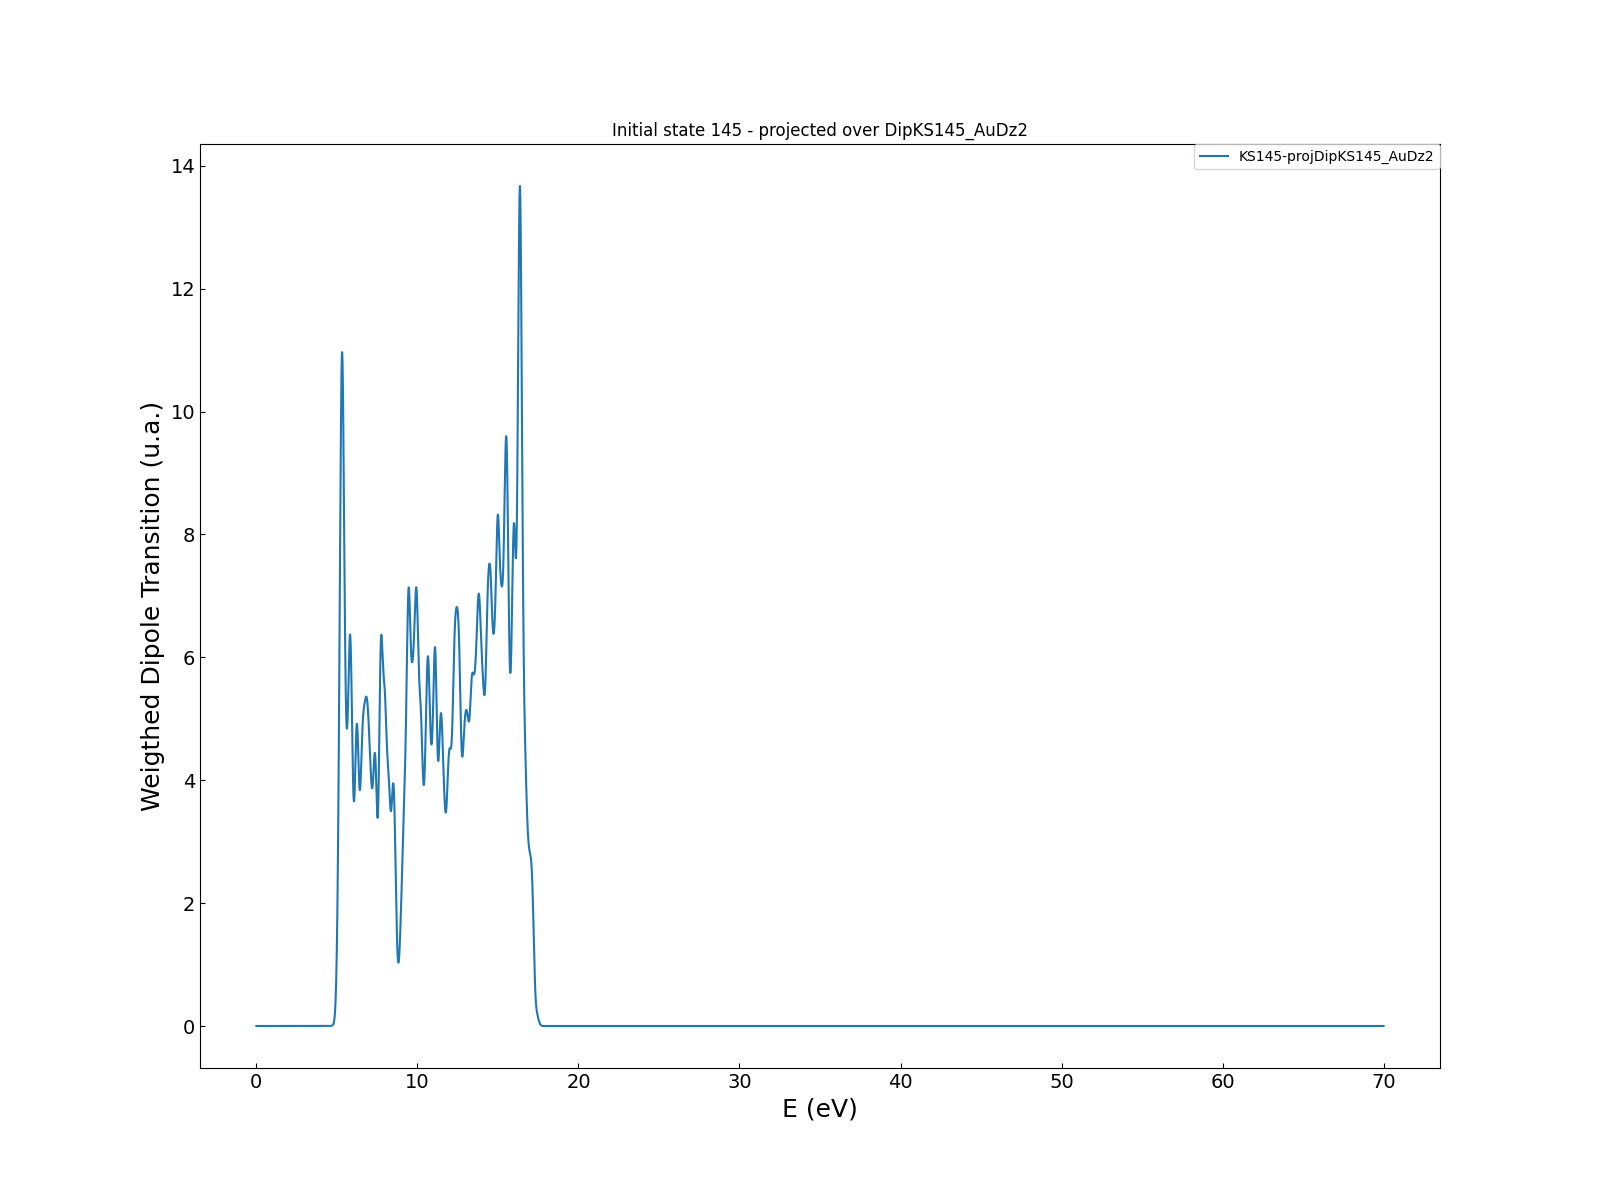 Initial state 145 - projected over DipKS145_AuDz2
KS145-projDipKS145_AuDz2
14
12
10
8
6
4
2
0
Weigthed Dipole Transition (u.a.)
0 10 20 30 40 50 60 70
E (eV)